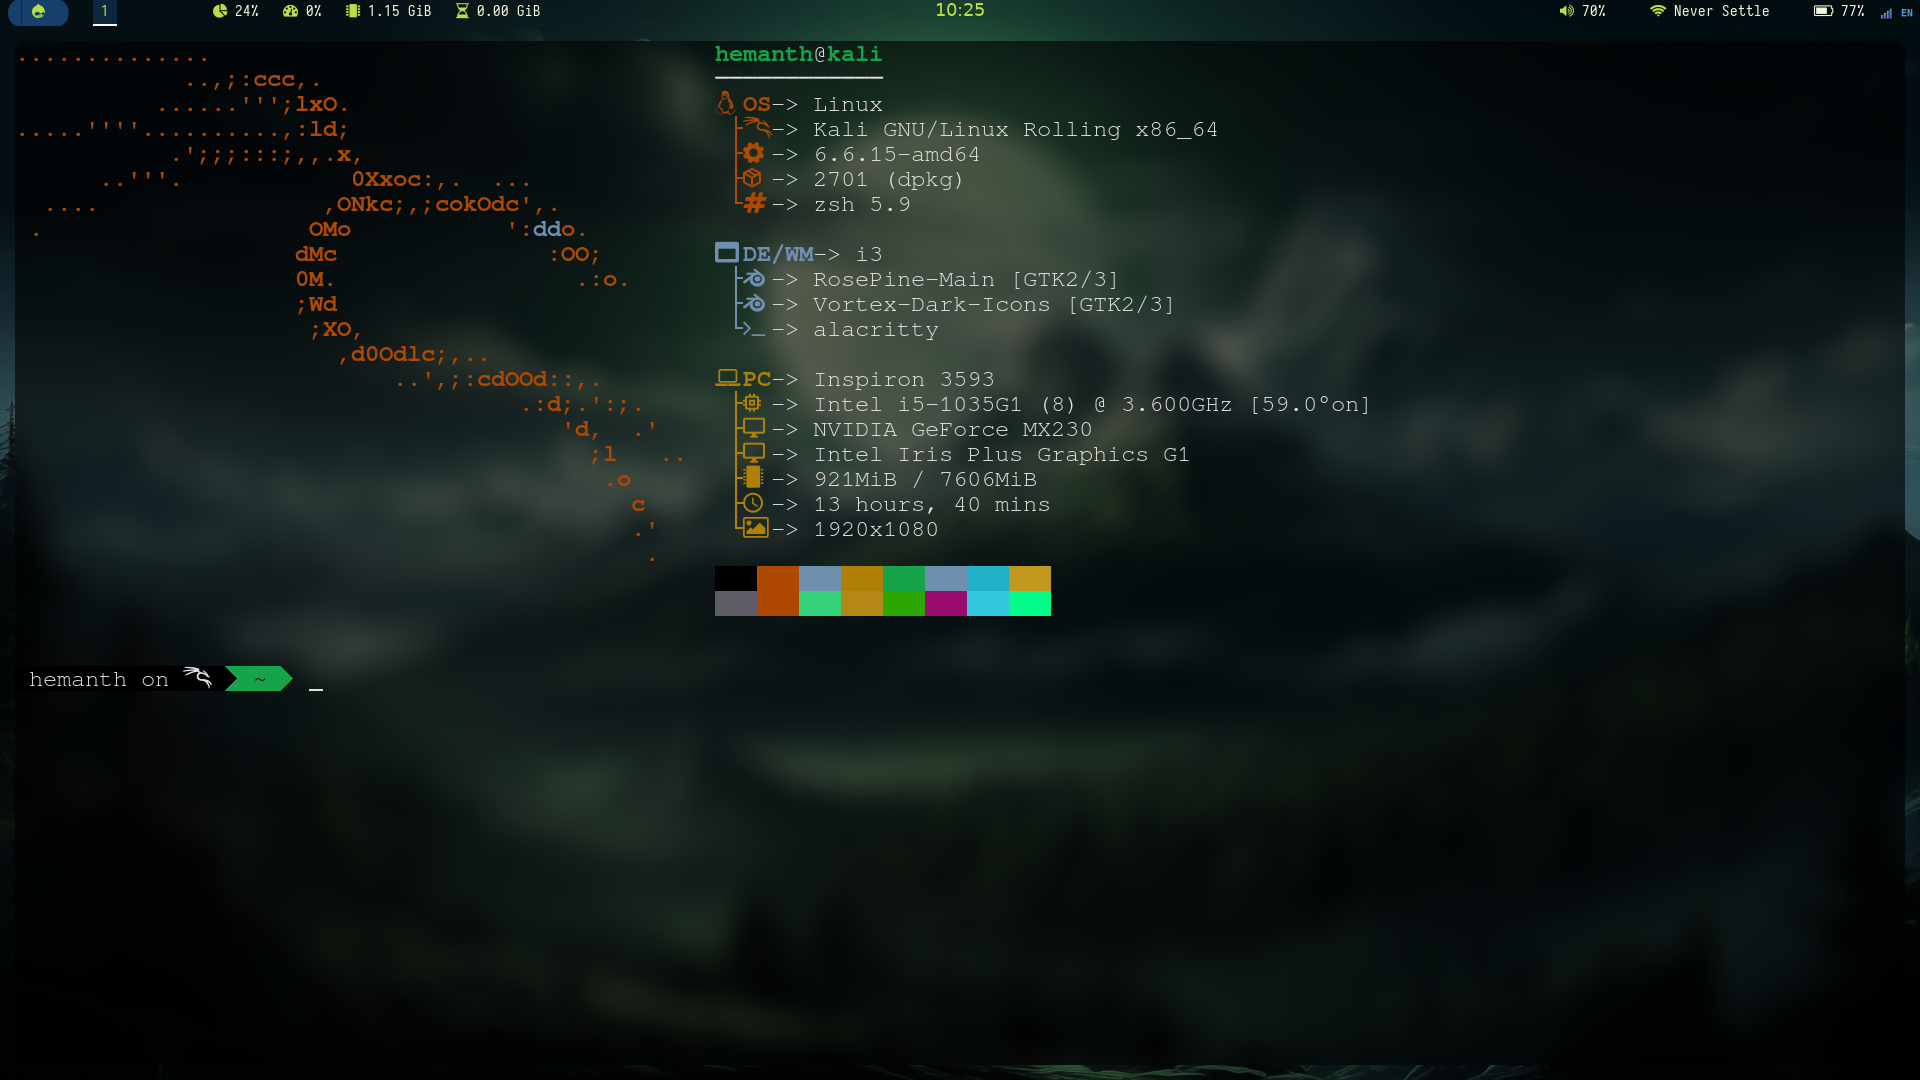 1 24% 0% 1.15 GiB 0.00 GiB 10:25 70% Never Settle 77% EN
..............
..,;:ccc,.
......''';lxO.
.....''''..........,:ld;
.';;;:::;,,.x,
..'''. 0Xxoc:,. ...
.... ,ONkc;,;cokOdc',.
. OMo ':ddo.
dMc :OO;
0M. .:o.
;Wd
;XO,
,d0Odlc;,..
..',;:cdOOd::,.
.:d;.':;.
'd, .'
;l ..
.o
c
.'
.
hemanth@kali
OS-> Linux
-> Kali GNU/Linux Rolling x86_64
-> 6.6.15-amd64
-> 2701 (dpkg)
# -> zsh 5.9
DE/WM-> i3
-> RosePine-Main [GTK2/3]
-> Vortex-Dark-Icons [GTK2/3]
>_ -> alacritty
PC-> Inspiron 3593
-> Intel i5-1035G1 (8) @ 3.600GHz [59.0°on]
-> NVIDIA GeForce MX230
-> Intel Iris Plus Graphics G1
-> 921MiB / 7606MiB
-> 13 hours, 40 mins
-> 1920x1080
hemanth on ~ _